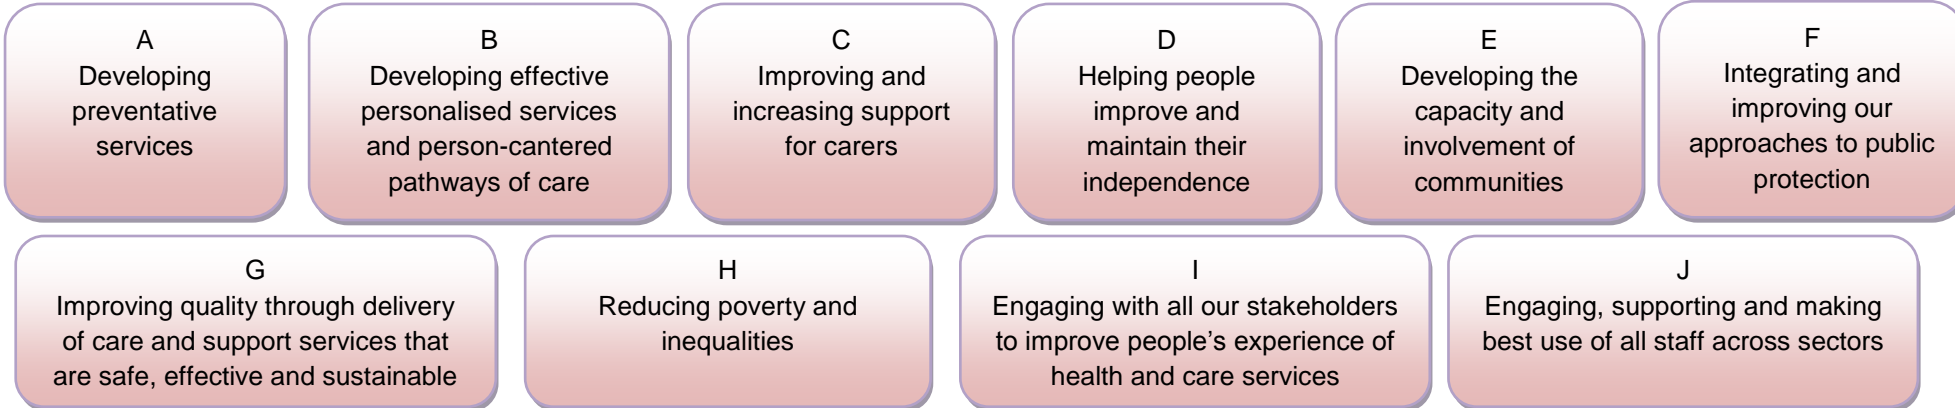 A
Developing
preventative
services
B
Developing effective
personalised services
and person-cantered
pathways of care
C
Improving and
increasing support
for carers
D
Helping people
improve and
maintain their
independence
E
Developing the
capacity and
involvement of
communities
F
Integrating and
improving our
approaches to public
protection
G
Improving quality through delivery
of care and support services that
are safe, effective and sustainable
H
Reducing poverty and
inequalities
I
Engaging with all our stakeholders
to improve people’s experience of
health and care services
J
Engaging, supporting and making
best use of all staff across sectors